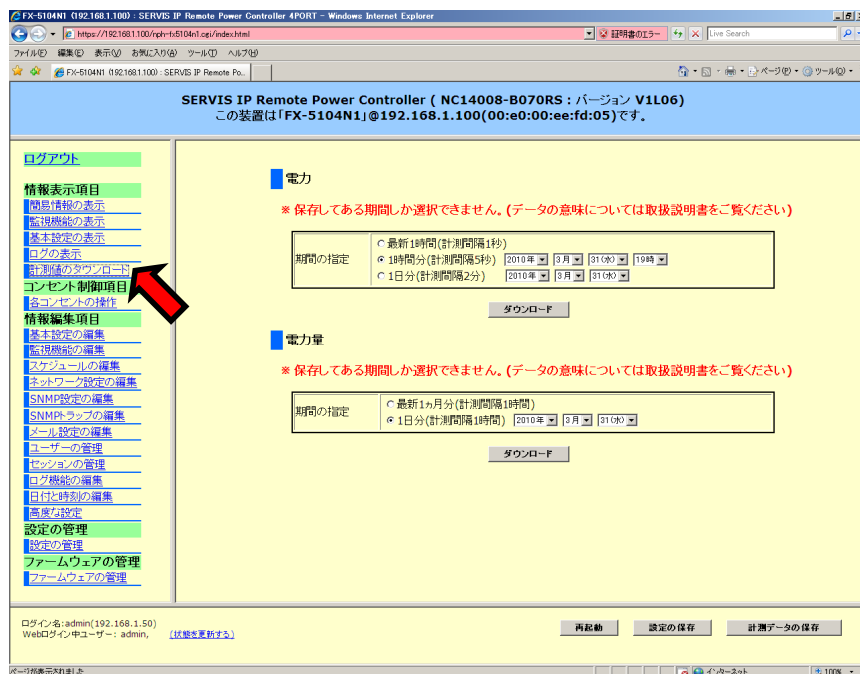 FX-5104N1 (192.168.1.100) : SERVIS IP Remote Power Controller 4PORT - Windows Internet Explorer
https://192168.1.100/nph-fx5104n1.cgi/index.html
証明書のエラー
Live Search
ファイル(F) 編集(E) 表示(V) お気に入り(A) ツール(T) ヘルプ(H)
FX-5104N1 (192.168.1.100) : SERVIS IP Remote Po...
ページ(P) ツール(O)
SERVIS IP Remote Power Controller ( NC14008-B070RS : バージョン V1L06)
この装置は「FX-5104N1」@192.168.1.100(00:e0:00:ee:fd:05)です。
ログアウト
情報表示項目
簡易情報の表示
監視機能の表示
基本設定の表示
ログの表示
計測値のダウンロード
コンセント制御項目
各コンセントの操作
情報編集項目
基本設定の編集
監視機能の編集
スケジュールの編集
ネットワーク設定の編集
SNMP設定の編集
SNMPトラップの編集
メール設定の編集
ユーザーの管理
セッションの管理
ログ機能の編集
日付と時刻の編集
高度な設定
設定の管理
設定の管理
ファームウェアの管理
ファームウェアの管理
電力
※ 保存してある期間しか選択できません。(データの意味については取扱説明書をご覧ください)
期間の指定
最新1時間(計測間隔1秒)
1時間分(計測間隔5秒) 2010年 3月 31(水) 19時
1日分(計測間隔2分) 2010年 3月 31(水)
ダウンロード
電力量
※ 保存してある期間しか選択できません。(データの意味については取扱説明書をご覧ください)
期間の指定
最新1ヵ月分(計測間隔1時間)
1日分(計測間隔1時間) 2010年 3月 31(水)
ダウンロード
ログイン名:admin(192.168.1.50)
Webログイン中ユーザー: admin, (状態を更新する)
再起動 設定の保存 計測データの保存
ページが表示されました
インターネット
100%